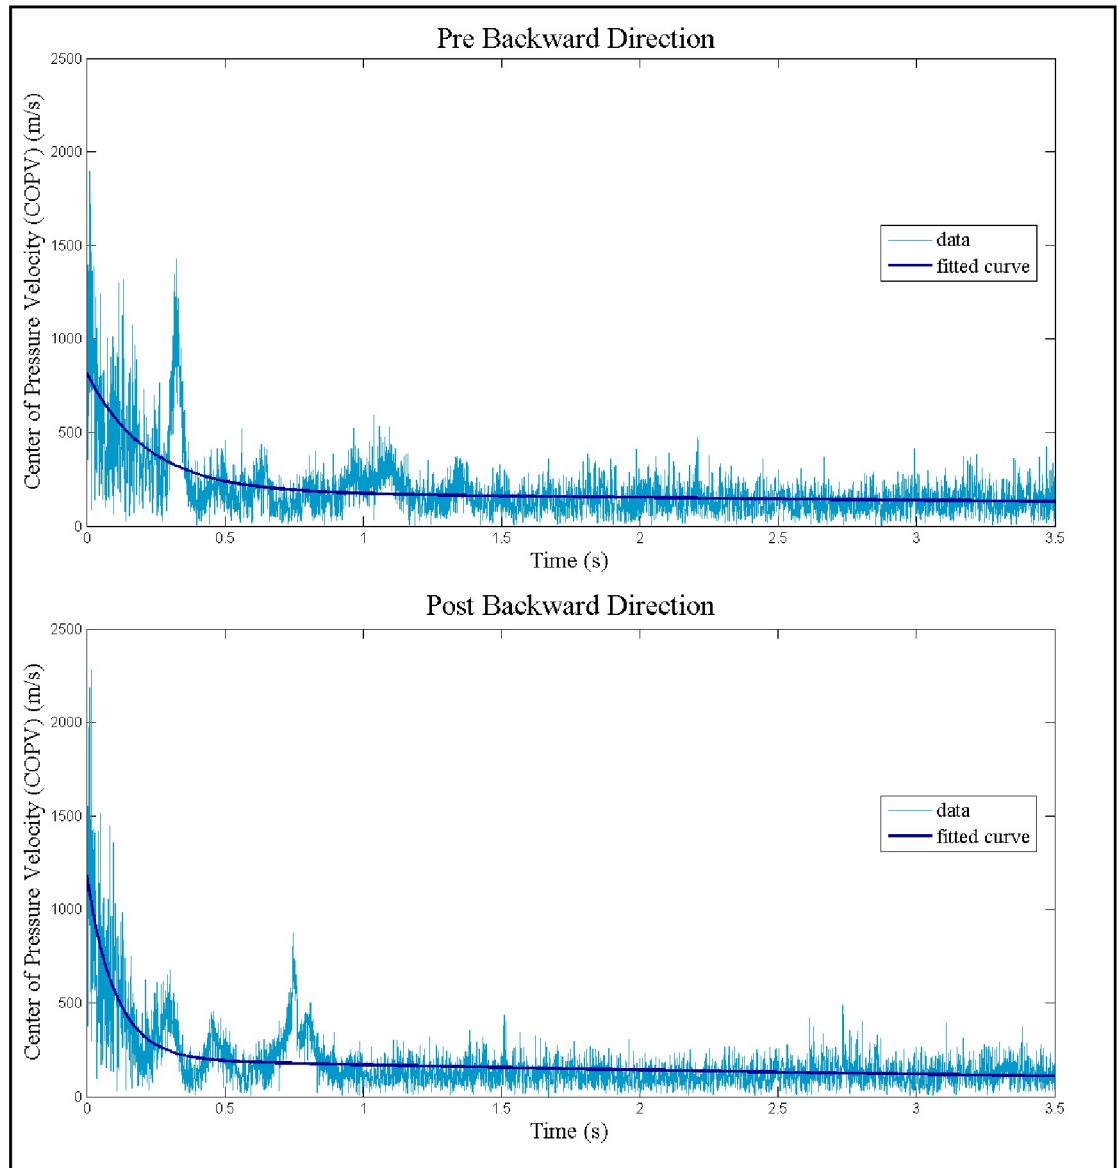 Pre Backward Direction
2500
2000
1500
1000
500
0
Center of Pressure Velocity (COPV) (m/s)
data
fitted curve
0 0.5 1 1.5 2 2.5 3 3.5
Time (s)
Post Backward Direction
2500
2000
1500
1000
500
0
Center of Pressure Velocity (COPV) (m/s)
data
fitted curve
0 0.5 1 1.5 2 2.5 3 3.5
Time (s)